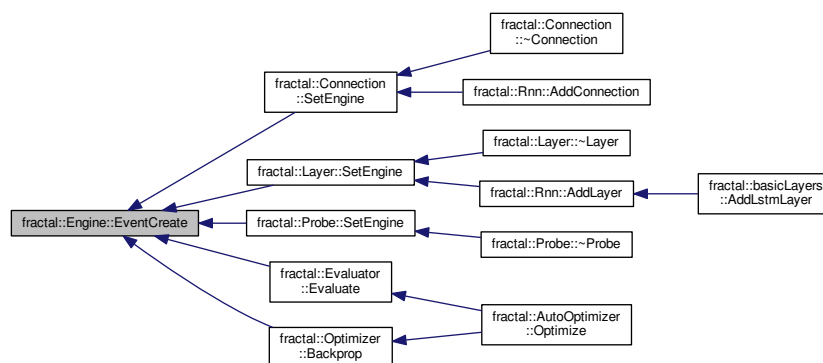 fractal::Connection
::~Connection
fractal::Connection
::SetEngine
fractal::Rnn::AddConnection
fractal::Layer::~Layer
fractal::Layer::SetEngine
fractal::Rnn::AddLayer
fractal::basicLayers
::AddLstmLayer
fractal::Engine::EventCreate
fractal::Probe::SetEngine
fractal::Probe::~Probe
fractal::Evaluator
::Evaluate
fractal::AutoOptimizer
::Optimize
fractal::Optimizer
::Backprop